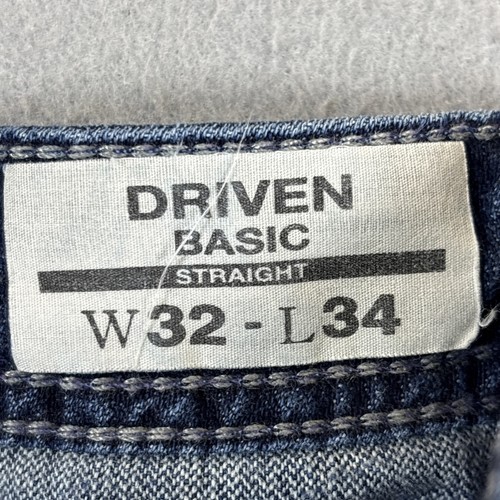 DRIVEN
BASIC
STRAIGHT
W32 - L34